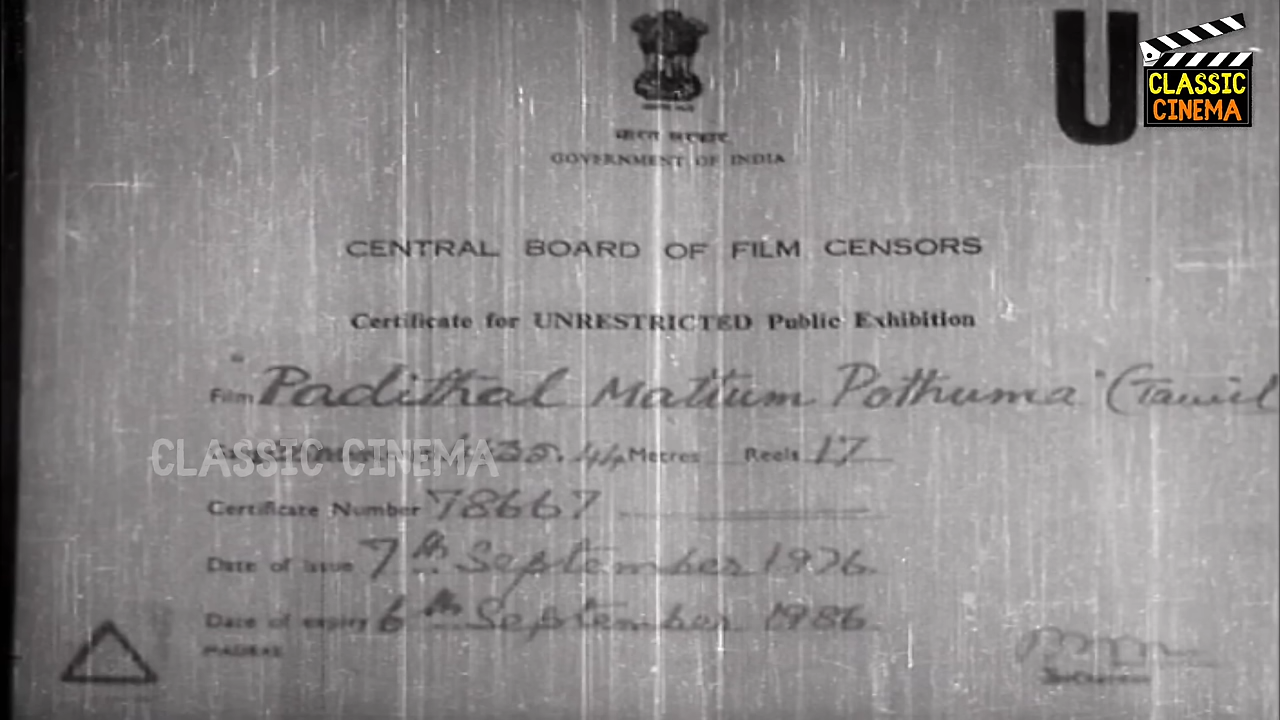 U
CLASSIC
CINEMA
भारत सरकार
GOVERNMENT OF INDIA
CENTRAL BOARD OF FILM CENSORS
Certificate for UNRESTRICTED Public Exhibition
Film "Padithal Mattum Pothuma" (Tamil
CLASSIC CINEMA
.44 Metres Reels 17
Certificate Number 78667
Date of issue 7th September 1976.
Date of expiry 6th September 1986.
MADRAS